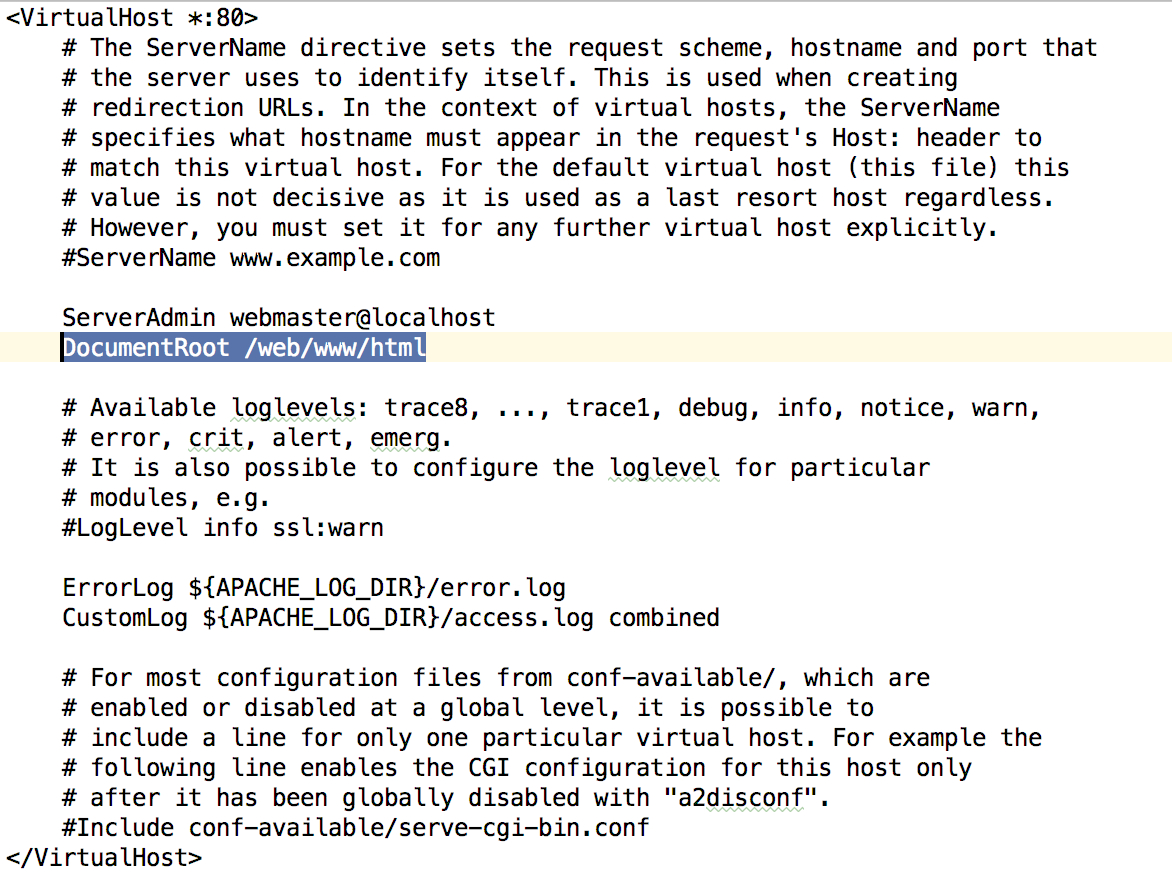 <VirtualHost *:80>
    # The ServerName directive sets the request scheme, hostname and port that
    # the server uses to identify itself. This is used when creating
    # redirection URLs. In the context of virtual hosts, the ServerName
    # specifies what hostname must appear in the request's Host: header to
    # match this virtual host. For the default virtual host (this file) this
    # value is not decisive as it is used as a last resort host regardless.
    # However, you must set it for any further virtual host explicitly.
    #ServerName www.example.com

    ServerAdmin webmaster@localhost
    DocumentRoot /web/www/html

    # Available loglevels: trace8, ..., trace1, debug, info, notice, warn,
    # error, crit, alert, emerg.
    # It is also possible to configure the loglevel for particular
    # modules, e.g.
    #LogLevel info ssl:warn

    ErrorLog ${APACHE_LOG_DIR}/error.log
    CustomLog ${APACHE_LOG_DIR}/access.log combined

    # For most configuration files from conf-available/, which are
    # enabled or disabled at a global level, it is possible to
    # include a line for only one particular virtual host. For example the
    # following line enables the CGI configuration for this host only
    # after it has been globally disabled with "a2disconf".
    #Include conf-available/serve-cgi-bin.conf
</VirtualHost>